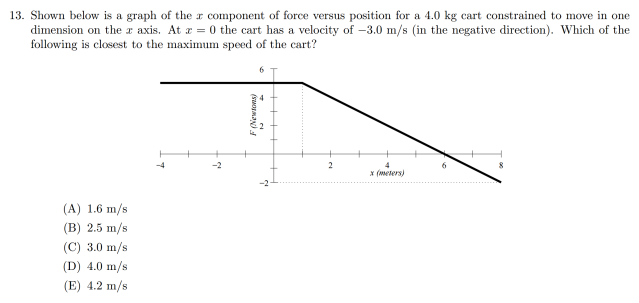 13. Shown below is a graph of the x component of force versus position for a 4.0 kg cart constrained to move in one
dimension on the x axis. At x = 0 the cart has a velocity of −3.0 m/s (in the negative direction). Which of the
following is closest to the maximum speed of the cart?
6
4
2
−2
F (Newtons)
−4
−2
2
4
6
8
x (meters)
(A) 1.6 m/s
(B) 2.5 m/s
(C) 3.0 m/s
(D) 4.0 m/s
(E) 4.2 m/s